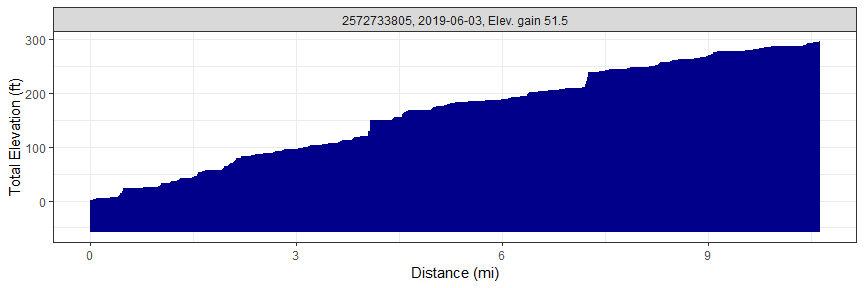 2572733805, 2019-06-03, Elev. gain 51.5
300
200
100
0
Total Elevation (ft)
0 3 6 9
Distance (mi)